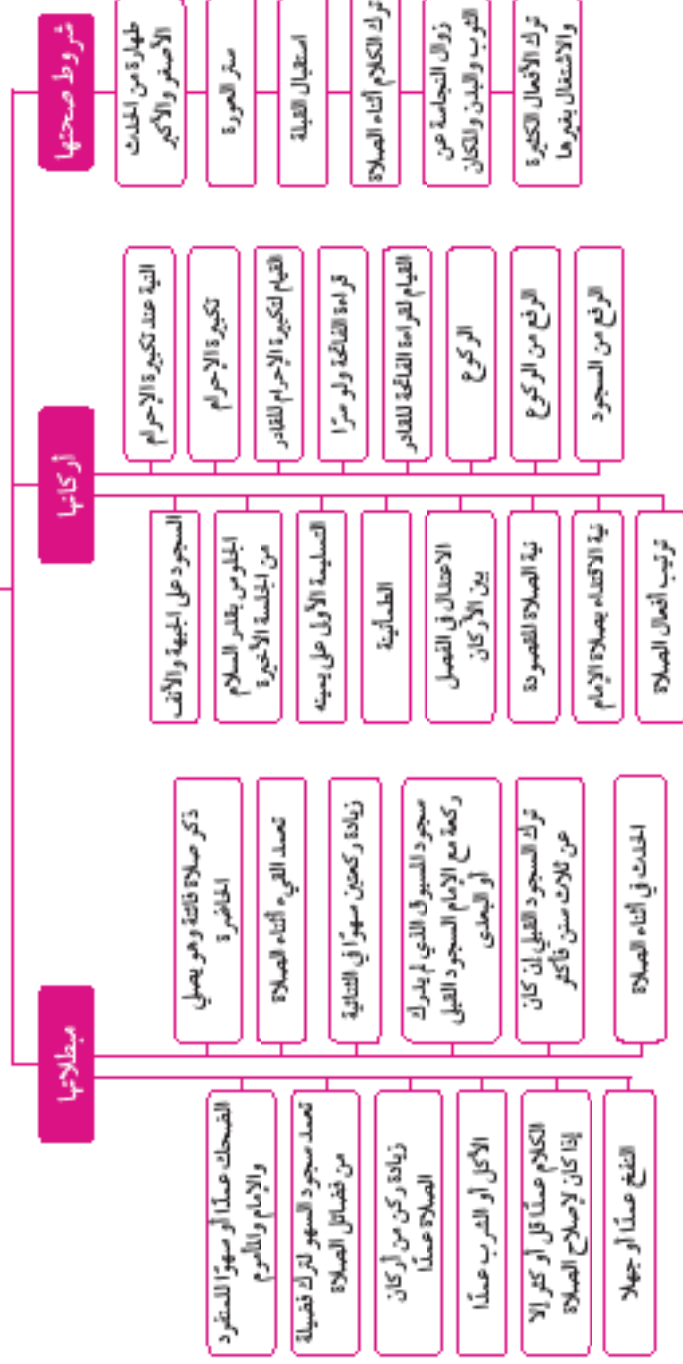 شروط صحتها
طهارة من الحدث
الأصغر والأكبر
ستر العورة
استقبال القبلة
ترك الكلام أثناء الصلاة
زوال النجاسة عن
الثوب والبدن والمكان
ترك الأفعال الكثيرة
والاشتغال بغيرها
أركانها
النية عند تكبيرة الإحرام
تكبيرة الإحرام
القيام لتكبيرة الإحرام للقادر
قراءة الفاتحة ولو سرًا
القيام لقراءة الفاتحة للقادر
الركوع
الرفع من الركوع
الرفع من السجود
السجود على الجبهة والأنف
الجلوس بقدر السلام
من الجلسة الأخيرة
التسليمة الأولى على يمينه
الطمأنينة
الاعتدال في الفصل
بين الأركان
نية الصلاة المقصودة
نية الاقتداء بصلاة الإمام
ترتيب أفعال الصلاة
مبطلاتها
ذكر صلاة فائتة وهو يصلي
الحاضرة
تعمد القيء أثناء الصلاة
زيادة ركعتين سهوًا في الثنائية
سجود المسبوق الذي لم يدرك
ركعة مع الإمام السجود القبلى
أو البعدى
ترك السجود القبلي إن كان
عن ثلاث سنن فأكثر
الحدث في أثناء الصلاة
الضحك عمدًا أو سهوًا للمنفرد
والإمام والمأموم
تعمد سجود السهو لترك فضيلة
من فضائل الصلاة
زيادة ركن من أركان
الصلاة عمدًا
الأكل أو الشرب عمدًا
الكلام عمدًا قل أو كثر إلا
إذا كان لإصلاح الصلاة
النفخ عمدًا أو جهلا